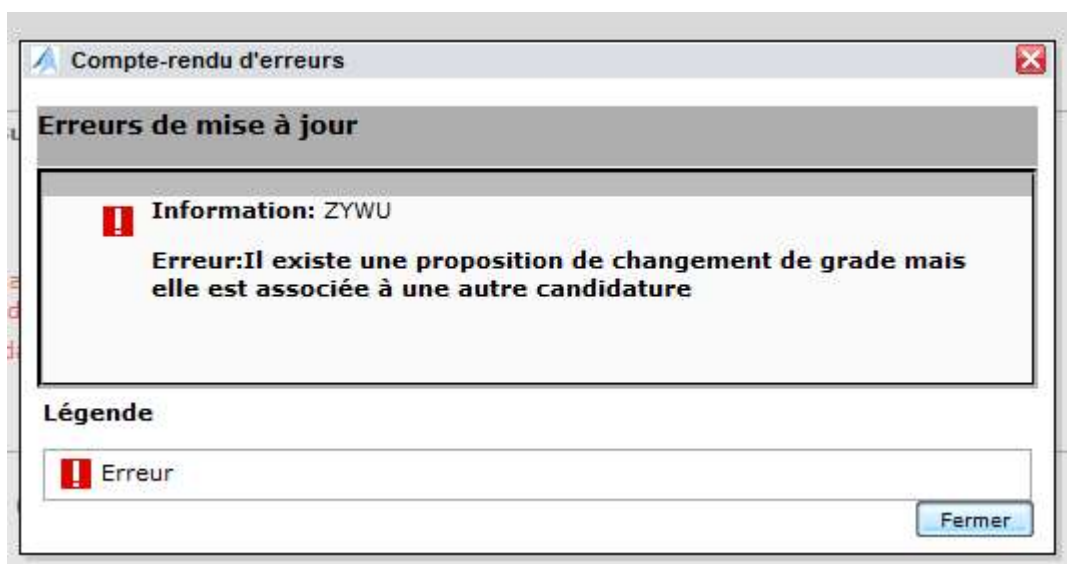 Compte-rendu d'erreurs
Erreurs de mise à jour
Information: ZYWU
Erreur:Il existe une proposition de changement de grade mais
elle est associée à une autre candidature
Légende
Erreur
Fermer